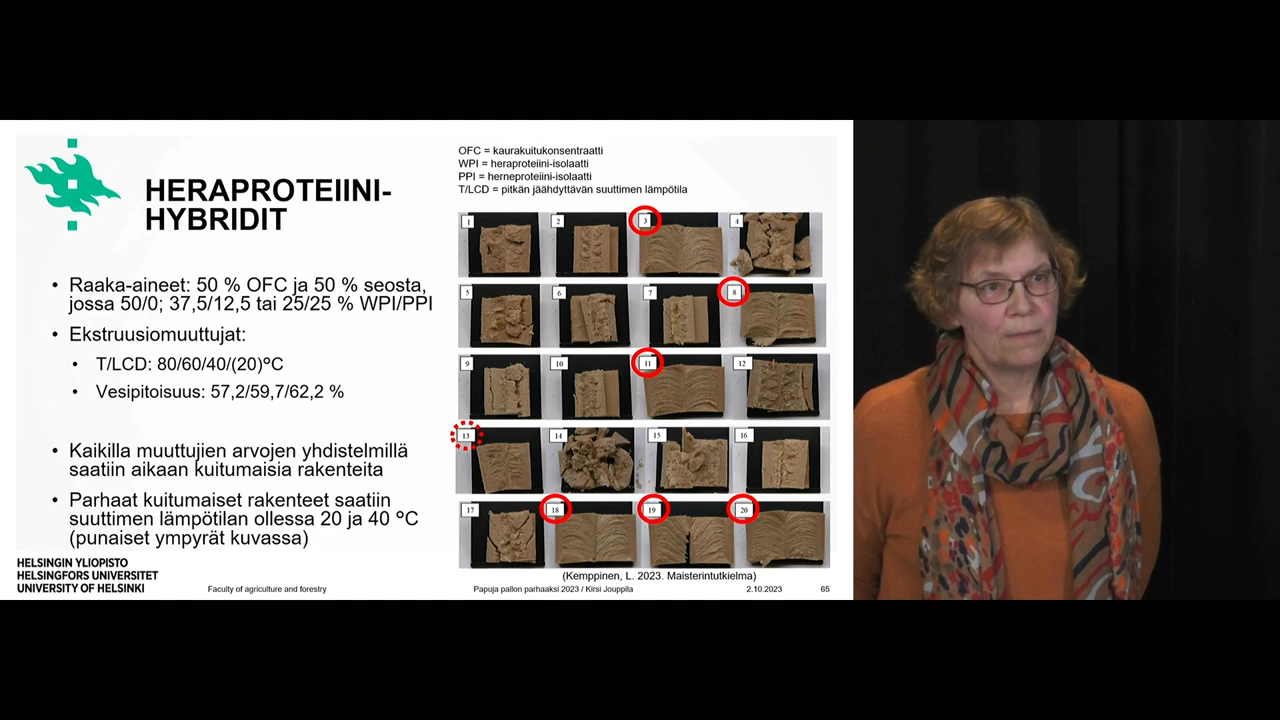 HERAPROTEIINI-
HYBRIDIT
• Raaka-aineet: 50 % OFC ja 50 % seosta,
jossa 50/0; 37,5/12,5 tai 25/25 % WPI/PPI
• Ekstruusiomuuttujat:
• T/LCD: 80/60/40/(20)ºC
• Vesipitoisuus: 57,2/59,7/62,2 %
• Kaikilla muuttujien arvojen yhdistelmillä
saatiin aikaan kuitumaisia rakenteita
• Parhaat kuitumaiset rakenteet saatiin
suuttimen lämpötilan ollessa 20 ja 40 ºC
(punaiset ympyrät kuvassa)
OFC = kaurakuitukonsentraatti
WPI = heraproteiini-isolaatti
PPI = herneproteiini-isolaatti
T/LCD = pitkän jäähdyttävän suuttimen lämpötila
1 2 3 4
5 6 7 8
9 10 11 12
13 14 15 16
17 18 19 20
(Kemppinen, L. 2023. Maisterintutkielma)
HELSINGIN YLIOPISTO
HELSINGFORS UNIVERSITET
UNIVERSITY OF HELSINKI
Faculty of agriculture and forestry
Papuja pallon parhaaksi 2023 / Kirsi Jouppila
2.10.2023
65